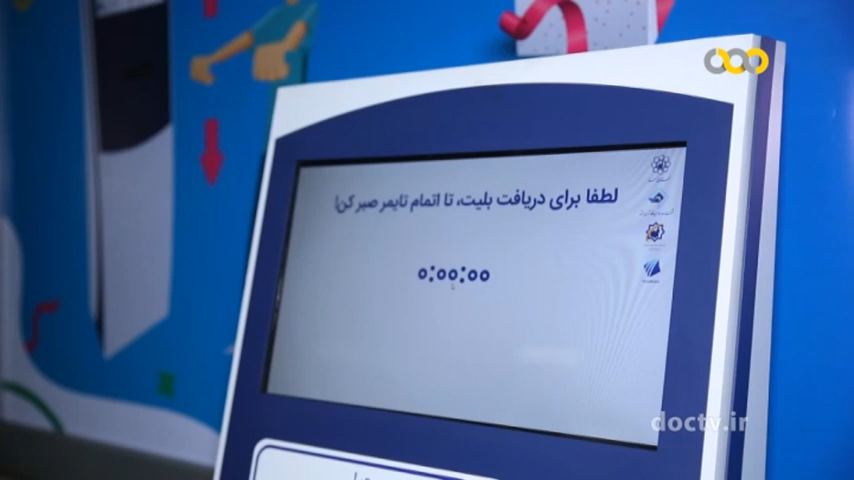 لطفا برای دریافت بلیت، تا اتمام تایمر صبر کن!
0:00:00
doctv.ir